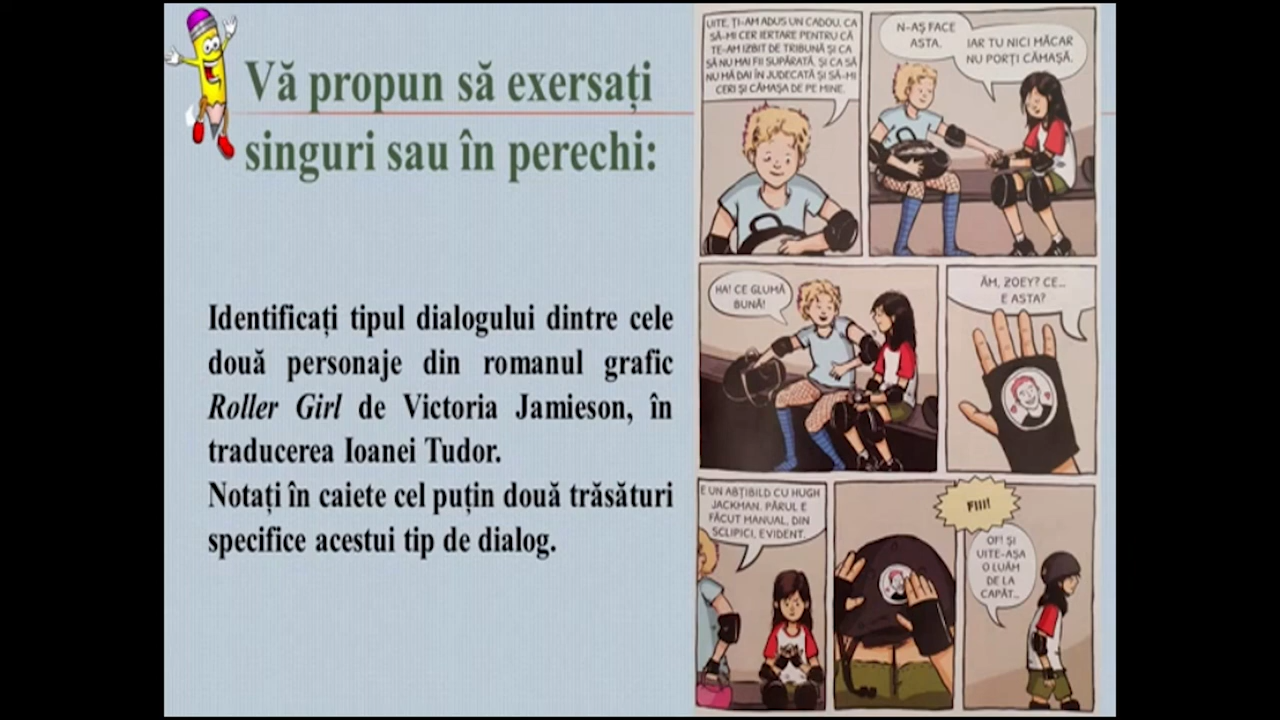 Vă propun să exersați
singuri sau în perechi:
Identificați tipul dialogului dintre cele
două personaje din romanul grafic
Roller Girl de Victoria Jamieson, în
traducerea Ioanei Tudor.
Notați în caiete cel puțin două trăsături
specifice acestui tip de dialog.
UITE, ȚI-AM ADUS UN CADOU, CA
SĂ-MI CER IERTARE PENTRU CĂ
TE-AM IZBIT DE TRIBUNĂ ȘI CA
SĂ NU MAI FII SUPĂRATĂ, ȘI CA SĂ
NU MĂ DAI ÎN JUDECATĂ ȘI SĂ-MI
CERI ȘI CĂMAȘA DE PE MINE.
N-AȘ FACE
ASTA.
IAR TU NICI MĂCAR
NU PORȚI CĂMAȘĂ.
HA! CE GLUMĂ
BUNĂ!
ĂM, ZOEY? CE...
E ASTA?
E UN ABȚIBILD CU HUGH
JACKMAN. PĂRUL E
FĂCUT MANUAL, DIN
SCLIPICI, EVIDENT.
FIII!
OF! ȘI
UITE-AȘA
O LUĂM
DE LA
CAPĂT...